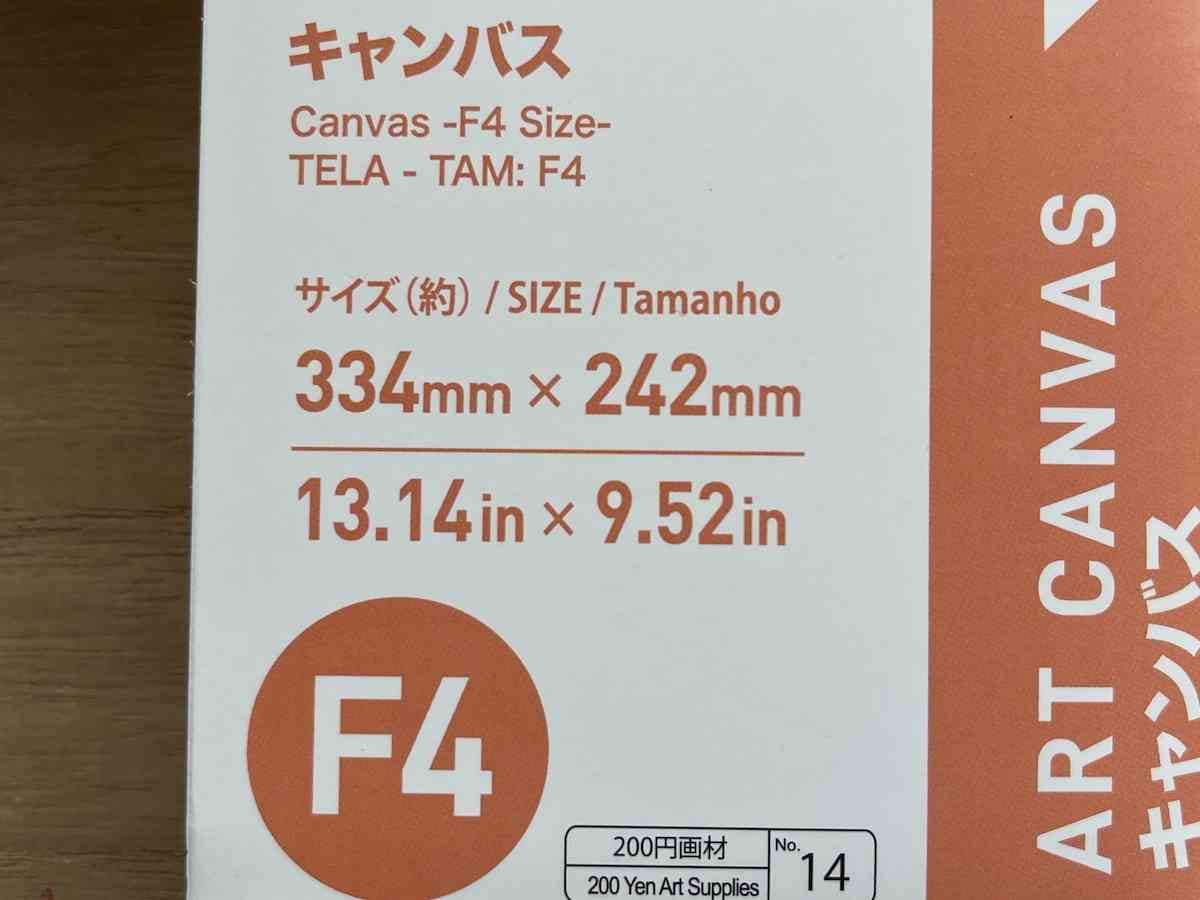 キャンバス
Canvas -F4 Size-
TELA - TAM: F4
サイズ(約) / SIZE / Tamanho
334mm × 242mm
13.14in × 9.52in
F4
200円画材
200 Yen Art Supplies
No. 14
ART CANVAS
キャンバス